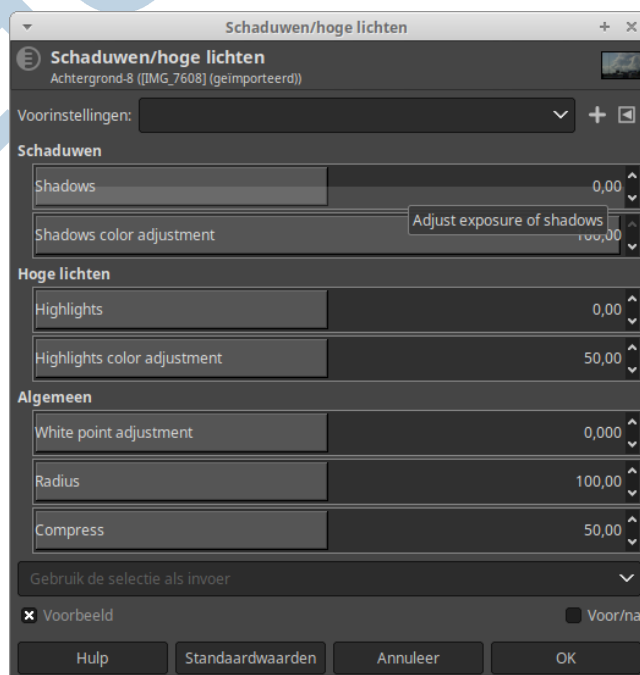 Schaduwen/hoge lichten
Schaduwen/hoge lichten
Achtergrond-8 ([IMG_7608] (geïmporteerd))
Voorinstellingen:
Schaduwen
Shadows 0,00
Adjust exposure of shadows
Shadows color adjustment 100,00
Hoge lichten
Highlights 0,00
Highlights color adjustment 50,00
Algemeen
White point adjustment 0,000
Radius 100,00
Compress 50,00
Gebruik de selectie als invoer
Voorbeeld Voor/na
Hulp Standaardwaarden Annuleer OK